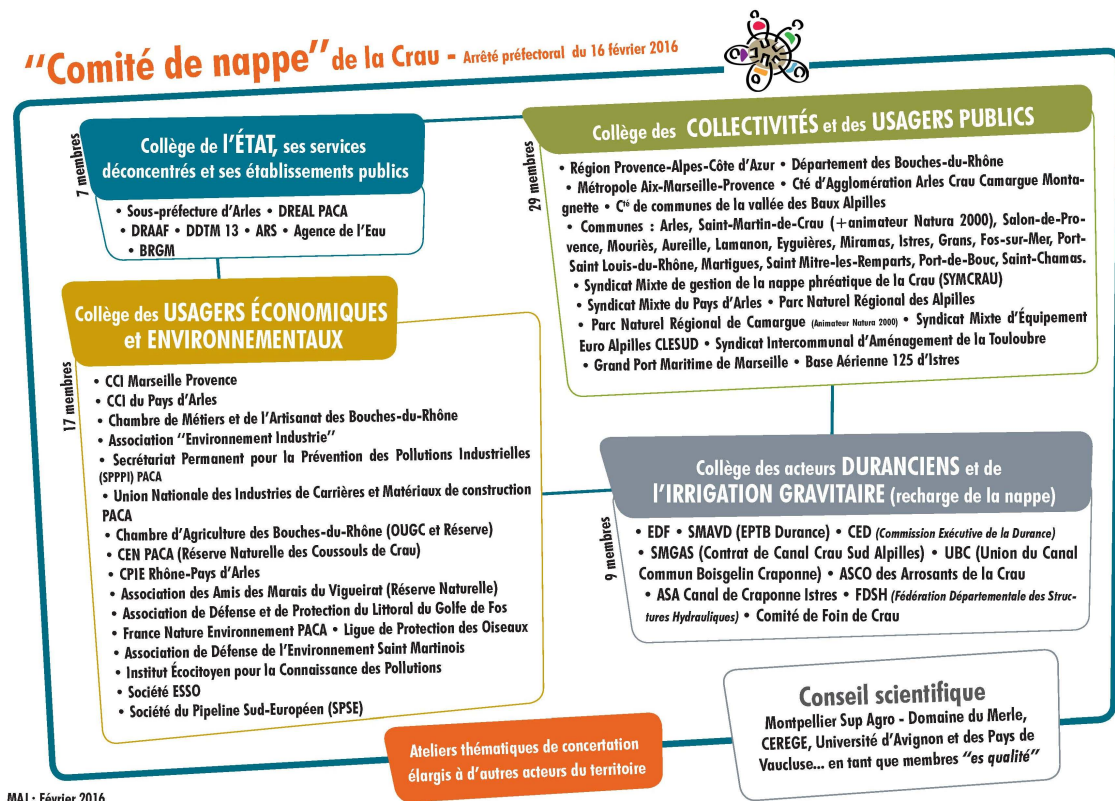 “Comité de nappe” de la Crau - Arrêté préfectoral du 16 février 2016
7 membres
Collège de l’ÉTAT, ses services
déconcentrés et ses établissements publics
• Sous-préfecture d’Arles • DREAL PACA
• DRAAF • DDTM 13 • ARS • Agence de l’Eau
• BRGM
29 membres
Collège des COLLECTIVITÉS et des USAGERS PUBLICS
• Région Provence-Alpes-Côte d’Azur • Département des Bouches-du-Rhône
• Métropole Aix-Marseille-Provence • Cté d’Agglomération Arles Crau Camargue Monta-
gnette • Cté de communes de la vallée des Baux Alpilles
• Communes : Arles, Saint-Martin-de-Crau (+animateur Natura 2000), Salon-de-Pro-
vence, Mouriès, Aureille, Lamanon, Eyguières, Miramas, Istres, Grans, Fos-sur-Mer, Port-
Saint Louis-du-Rhône, Martigues, Saint Mitre-les-Remparts, Port-de-Bouc, Saint-Chamas.
• Syndicat Mixte de gestion de la nappe phréatique de la Crau (SYMCRAU)
• Syndicat Mixte du Pays d’Arles • Parc Naturel Régional des Alpilles
• Parc Naturel Régional de Camargue (Animateur Natura 2000) • Syndicat Mixte d’Équipement
Euro Alpilles CLESUD • Syndicat Intercommunal d’Aménagement de la Touloubre
• Grand Port Maritime de Marseille • Base Aérienne 125 d’Istres
17 membres
Collège des USAGERS ÉCONOMIQUES
et ENVIRONNEMENTAUX
• CCI Marseille Provence
• CCI du Pays d’Arles
• Chambre de Métiers et de l’Artisanat des Bouches-du-Rhône
• Association “Environnement Industrie”
• Secrétariat Permanent pour la Prévention des Pollutions Industrielles
(SPPPI) PACA
• Union Nationale des Industries de Carrières et Matériaux de construction
PACA
• Chambre d’Agriculture des Bouches-du-Rhône (OUGC et Réserve)
• CEN PACA (Réserve Naturelle des Coussouls de Crau)
• CPIE Rhône-Pays d’Arles
• Association des Amis des Marais du Vigueirat (Réserve Naturelle)
• Association de Défense et de Protection du Littoral du Golfe de Fos
• France Nature Environnement PACA • Ligue de Protection des Oiseaux
• Association de Défense de l’Environnement Saint Martinois
• Institut Écocitoyen pour la Connaissance des Pollutions
• Société ESSO
• Société du Pipeline Sud-Européen (SPSE)
9 membres
Collège des acteurs DURANCIENS et de
l’IRRIGATION GRAVITAIRE (recharge de la nappe)
• EDF • SMAVD (EPTB Durance) • CED (Commission Exécutive de la Durance)
• SMGAS (Contrat de Canal Crau Sud Alpilles) • UBC (Union du Canal
Commun Boisgelin Craponne) • ASCO des Arrosants de la Crau
• ASA Canal de Craponne Istres • FDSH (Fédération Départementale des Struc-
tures Hydrauliques) • Comité de Foin de Crau
Conseil scientifique
Montpellier Sup Agro - Domaine du Merle,
CEREGE, Université d’Avignon et des Pays de
Vaucluse... en tant que membres “es qualité”
Ateliers thématiques de concertation
élargis à d’autres acteurs du territoire
MAJ : Février 2016